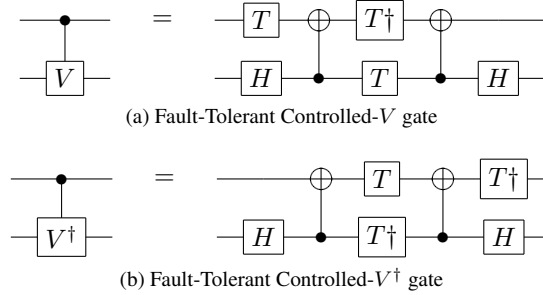 = T T†
V H T H
(a) Fault-Tolerant Controlled-V gate
= T T†
V† H T† H
(b) Fault-Tolerant Controlled-V† gate